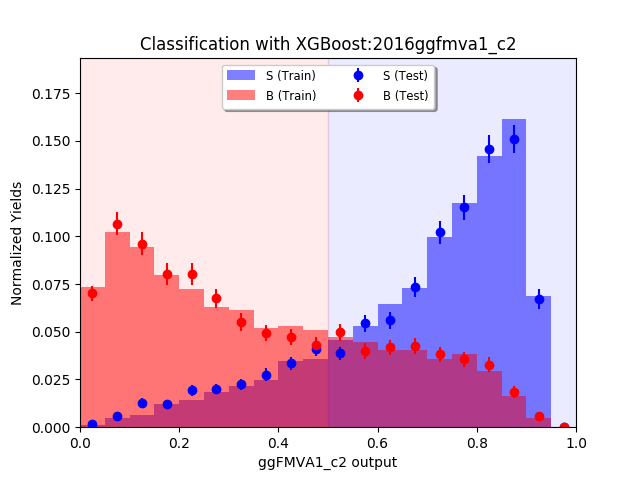 Classification with XGBoost:2016ggfmva1_c2
S (Train)
S (Test)
B (Train)
B (Test)
Normalized Yields
0.175
0.150
0.125
0.100
0.075
0.050
0.025
0.000
0.0 0.2 0.4 0.6 0.8 1.0
ggFMVA1_c2 output